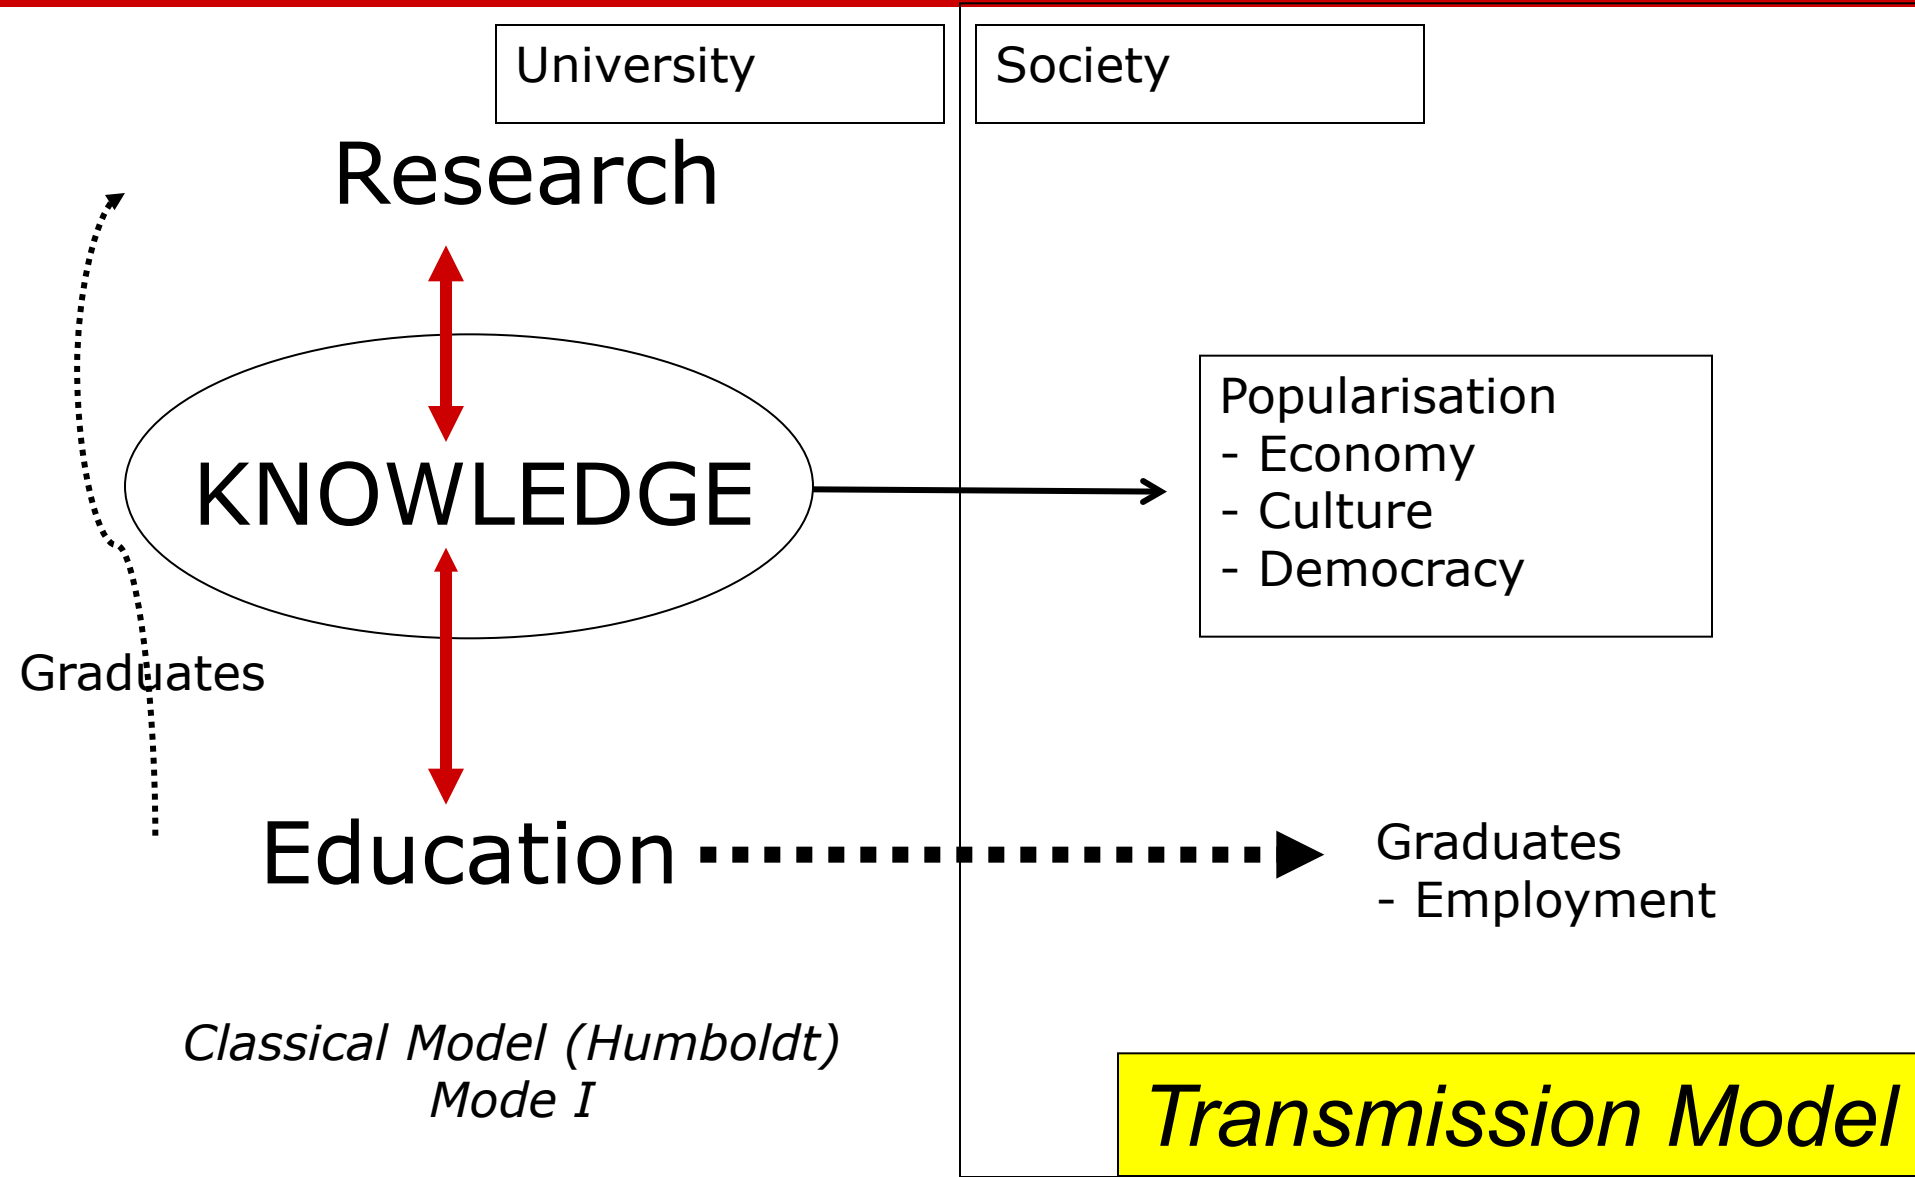 University
Society
Research
KNOWLEDGE
Popularisation
- Economy
- Culture
- Democracy
Graduates
Education
Graduates
- Employment
Classical Model (Humboldt)
Mode I
Transmission Model